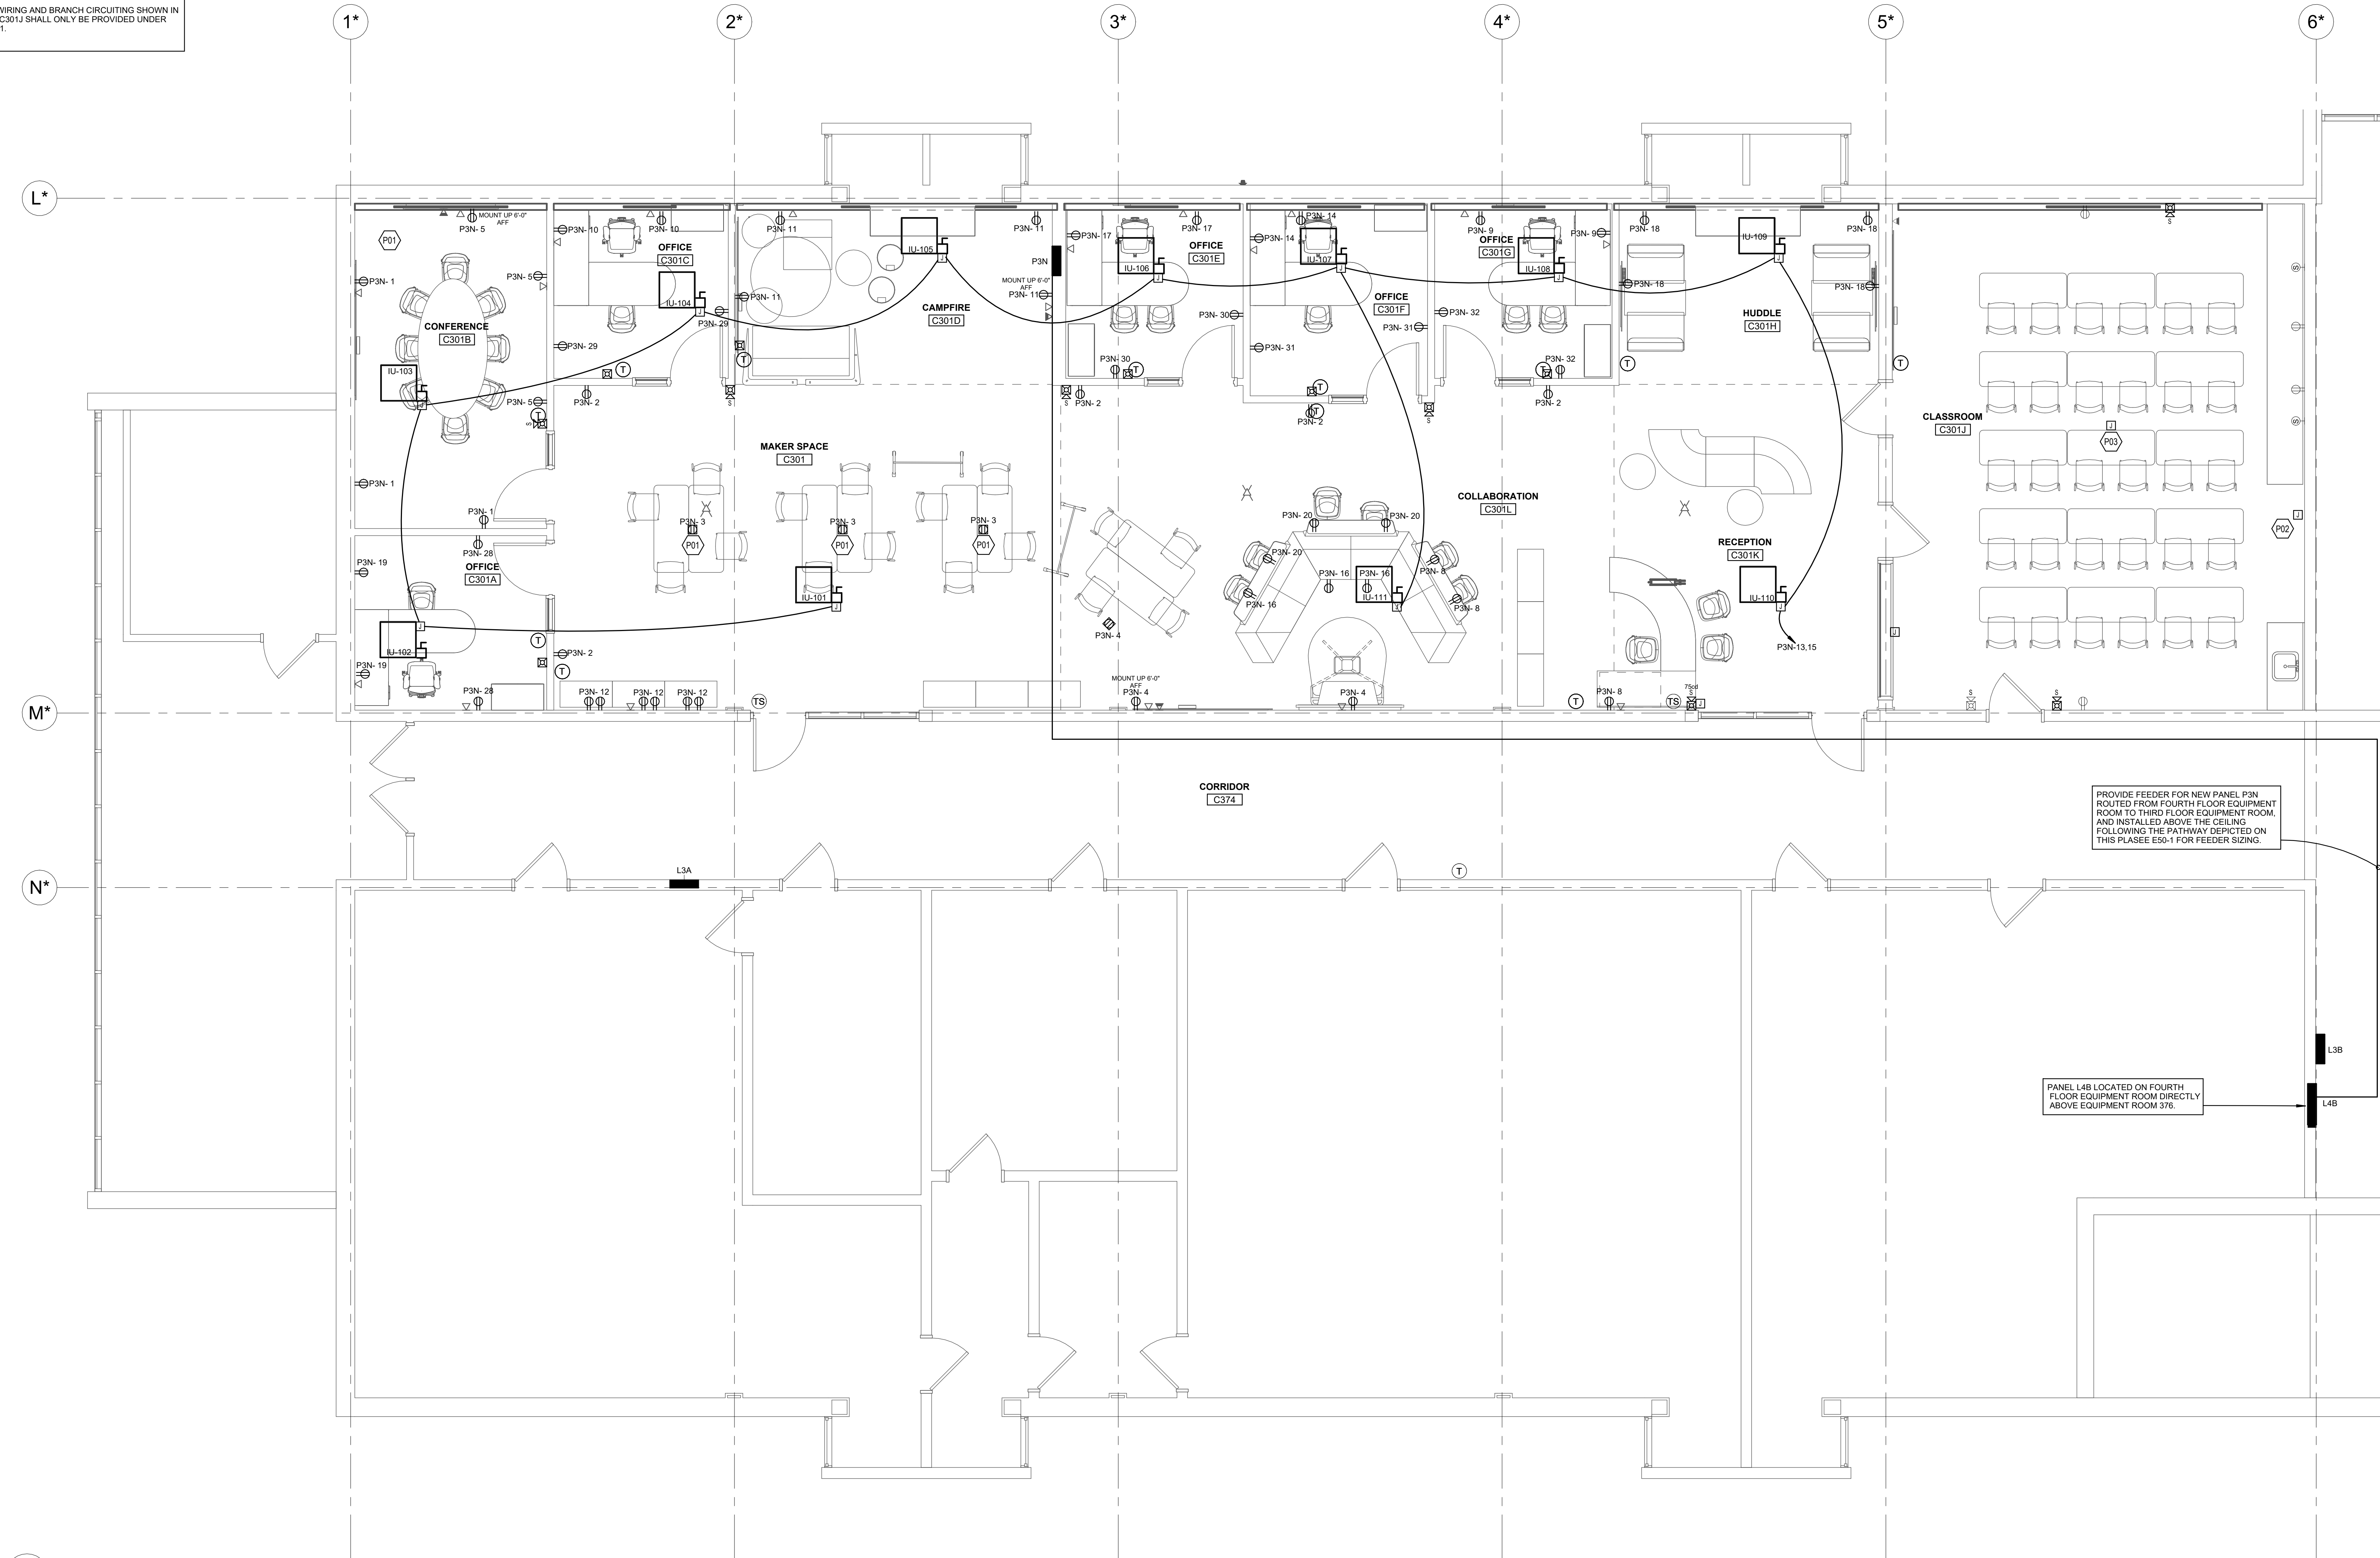 WIRING AND BRANCH CIRCUITING SHOWN IN
C301J SHALL ONLY BE PROVIDED UNDER
1.
1*
2*
3*
4*
5*
6*
L*
M*
N*
MOUNT UP 6'-0"
AFF
P3N- 5
P01
P3N- 1
P3N- 5
CONFERENCE
C301B
IU-103
J
P3N- 5
T
S
P3N- 1
P3N- 1
P3N- 28
OFFICE
C301A
P3N- 19
J
IU-102
T
T
P3N- 2
P3N- 19
P3N- 28
P3N- 10
P3N- 10
OFFICE
C301C
IU-104
J
P3N- 29
P3N- 29
T
P3N- 2
P3N- 11
P3N- 11
P3N- 11
IU-105
J
P3N
MOUNT UP 6'-0"
AFF
P3N- 11
CAMPFIRE
C301D
T
S
MAKER SPACE
C301
P3N- 3
P01
P3N- 3
P01
P3N- 3
P01
IU-101
J
P3N- 12
P3N- 12
P3N- 12
TS
P3N- 17
P3N- 17
OFFICE
C301E
IU-106
J
P3N- 30
P3N- 30
T
S
P3N- 2
P3N- 14
P3N- 14
IU-107
J
OFFICE
C301F
P3N- 31
P3N- 31
T
T
P3N- 2
S
P3N- 9
P3N- 9
OFFICE
C301G
IU-108
J
P3N- 32
P3N- 32
T
P3N- 2
P3N- 18
P3N- 18
IU-109
J
P3N- 18
P3N- 18
HUDDLE
C301H
T
T
COLLABORATION
C301L
P3N- 20
P3N- 20
P3N- 20
P3N- 16
P3N- 16
P3N- 16
IU-111
J
P3N- 8
P3N- 8
P3N- 4
MOUNT UP 6'-0"
AFF
P3N- 4
P3N- 4
RECEPTION
C301K
IU-110
J
P3N-13,15
T
P3N- 8
TS
75cd
S
J
CLASSROOM
C301J
S
S
S
J
P03
J
P02
J
S
S
CORRIDOR
C374
PROVIDE FEEDER FOR NEW PANEL P3N
ROUTED FROM FOURTH FLOOR EQUIPMENT
ROOM TO THIRD FLOOR EQUIPMENT ROOM,
AND INSTALLED ABOVE THE CEILING
FOLLOWING THE PATHWAY DEPICTED ON
THIS PLASEE E50-1 FOR FEEDER SIZING.
L3A
T
L3B
PANEL L4B LOCATED ON FOURTH
FLOOR EQUIPMENT ROOM DIRECTLY
ABOVE EQUIPMENT ROOM 376.
L4B